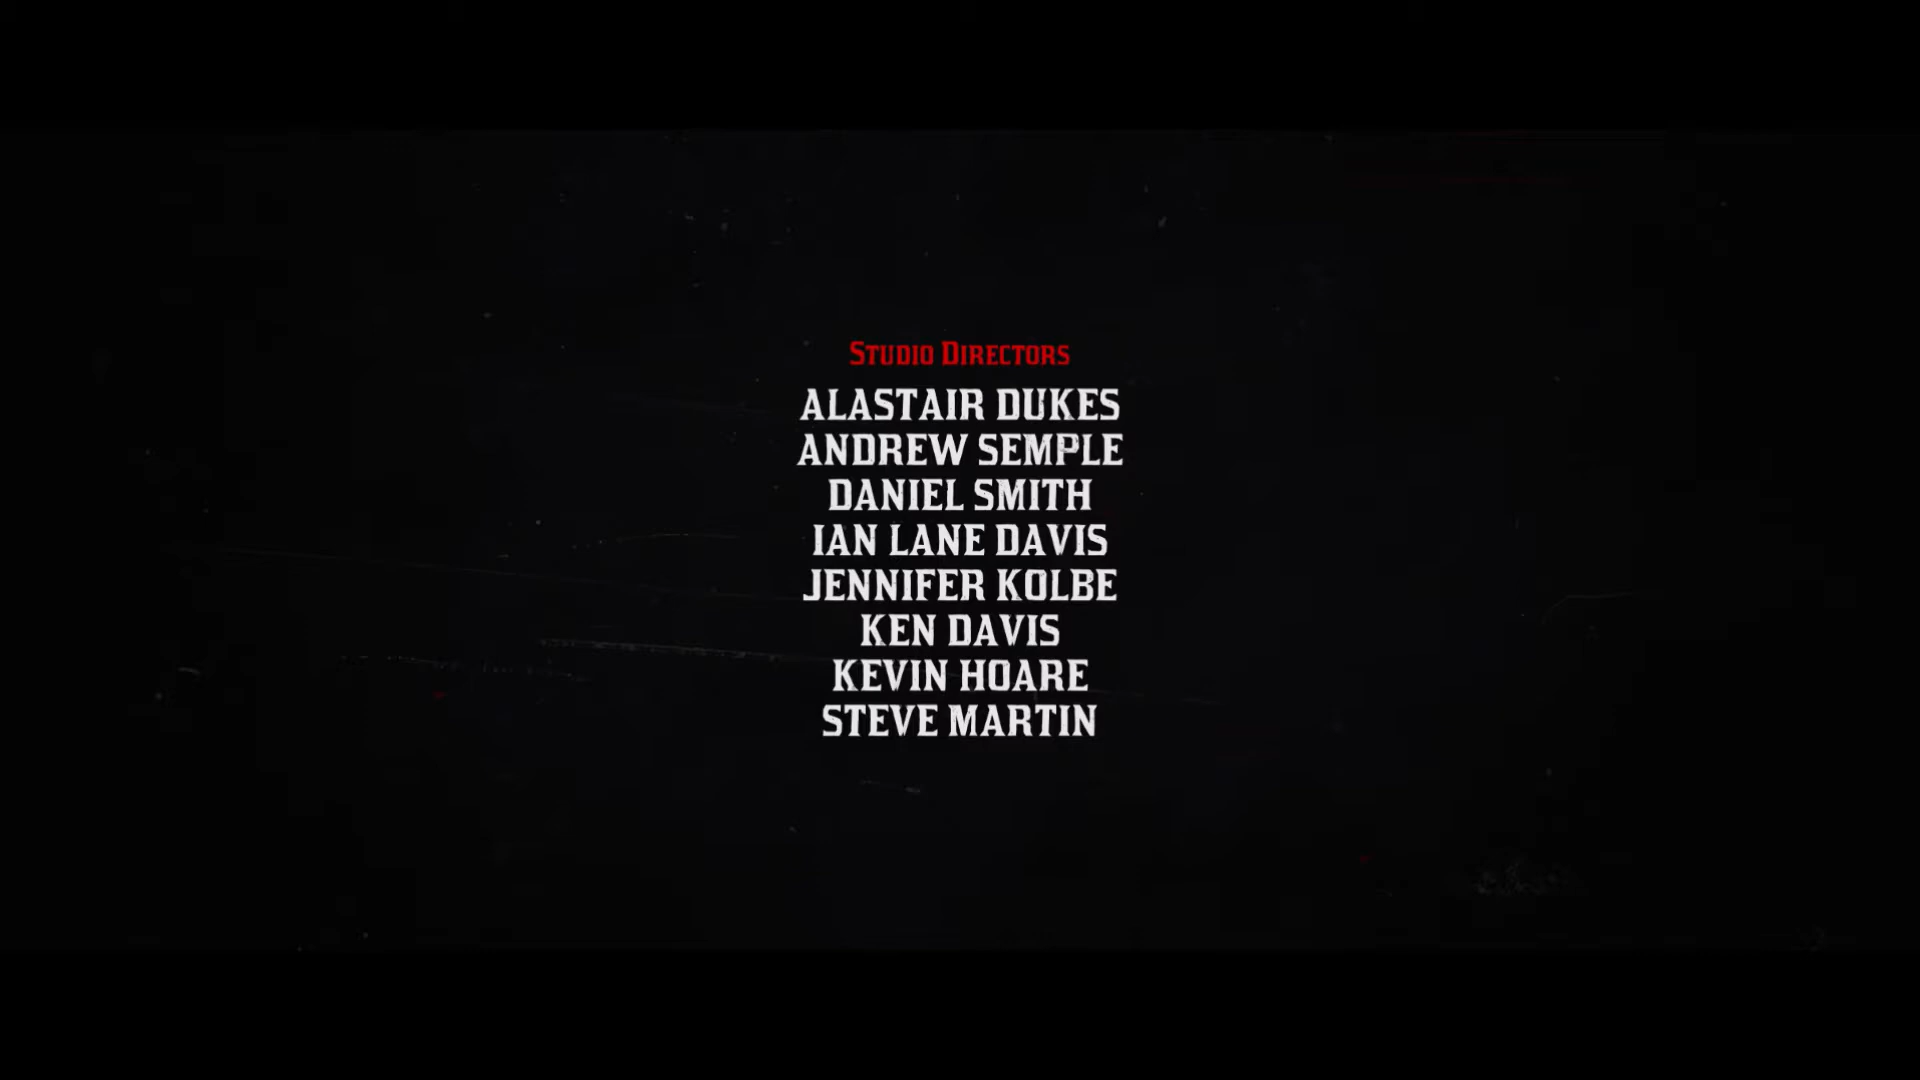 Studio Directors
ALASTAIR DUKES
ANDREW SEMPLE
DANIEL SMITH
IAN LANE DAVIS
JENNIFER KOLBE
KEN DAVIS
KEVIN HOARE
STEVE MARTIN